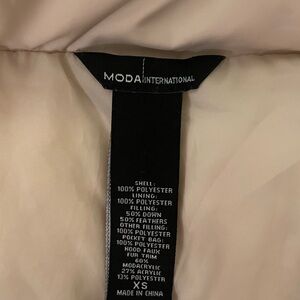 MODA INTERNATIONAL
SHELL:
100% POLYESTER
LINING:
100% POLYESTER
FILLING:
50% DOWN
50% FEATHERS
OTHER FILLING:
100% POLYESTER
POCKET BAG:
100% POLYESTER
HOOD FAUX
FUR TRIM
60%
MODACRYLIC
27% ACRYLIC
13% POLYESTER
XS
MADE IN CHINA